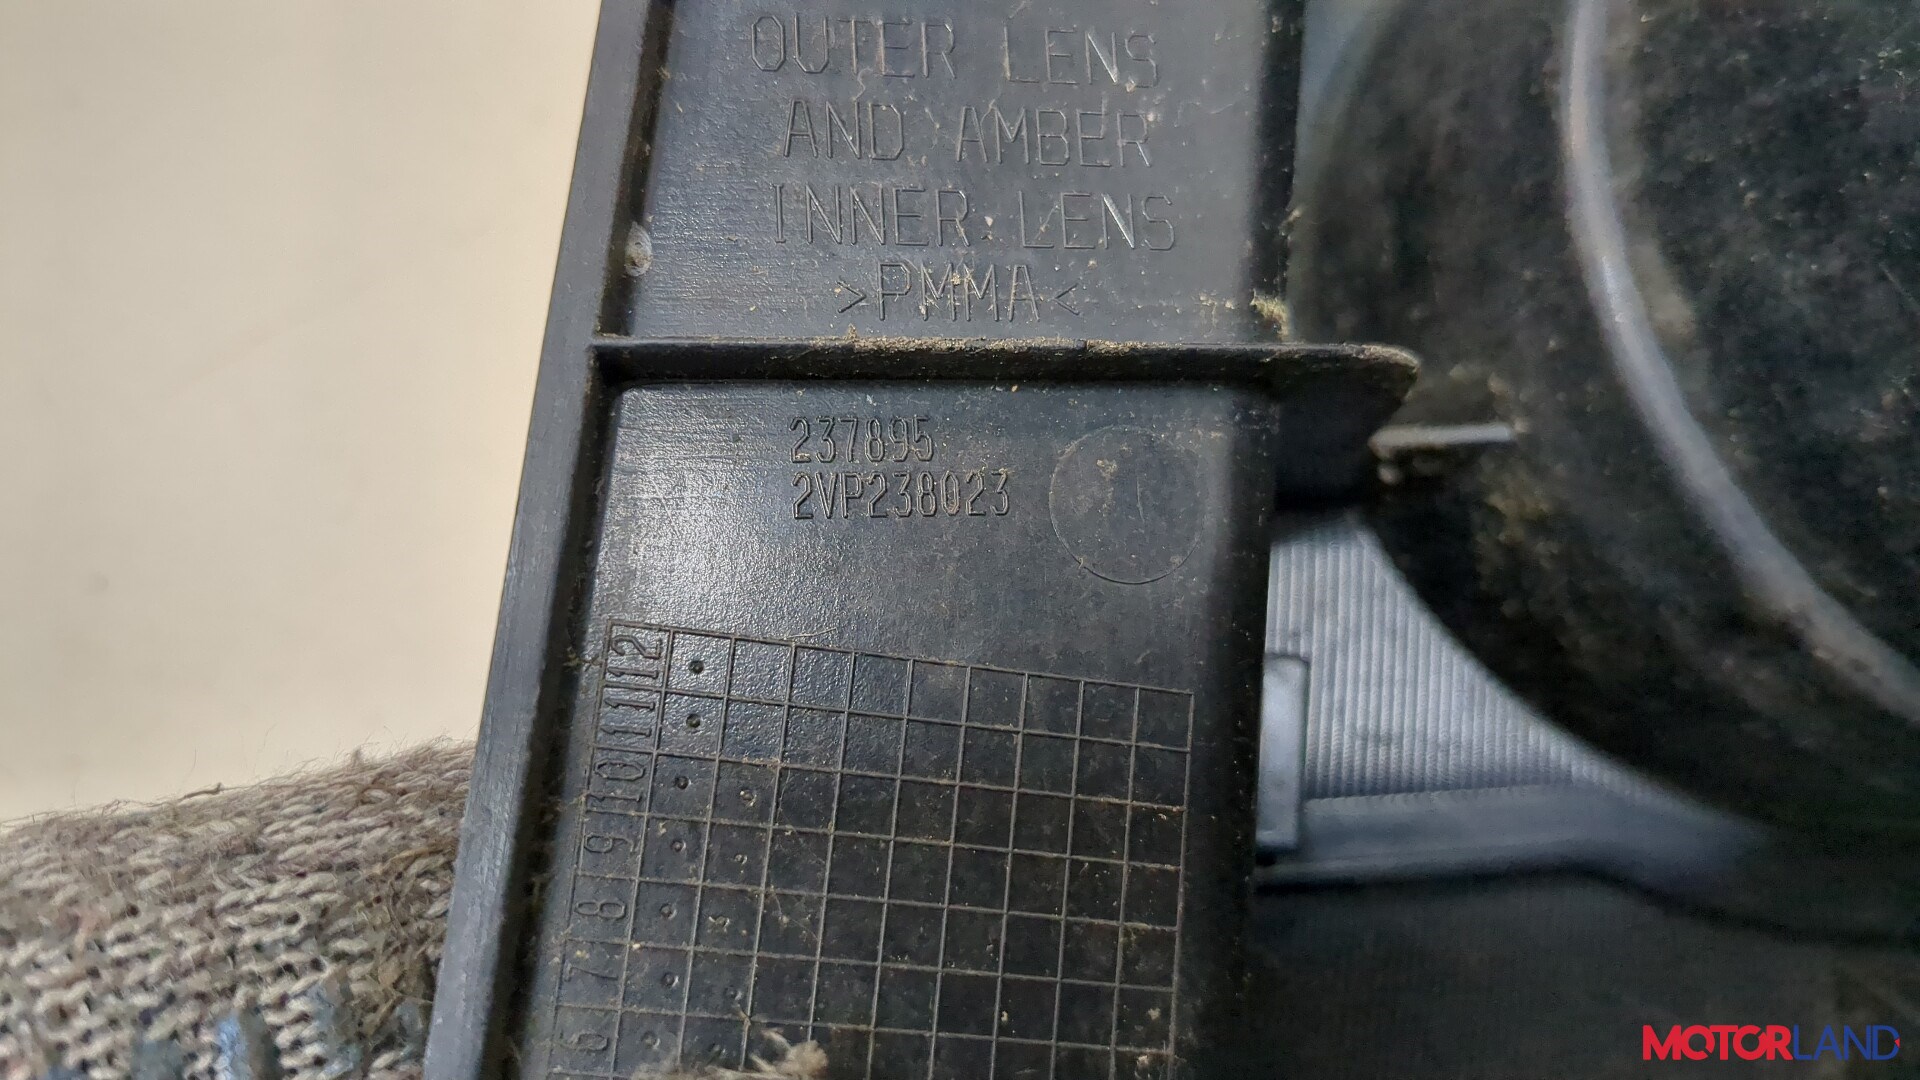 OUTER LENS
AND AMBER
INNER LENS
>PMMA<
237895
2VP238023
12
11
10
9
8
7
6
MOTORLAND